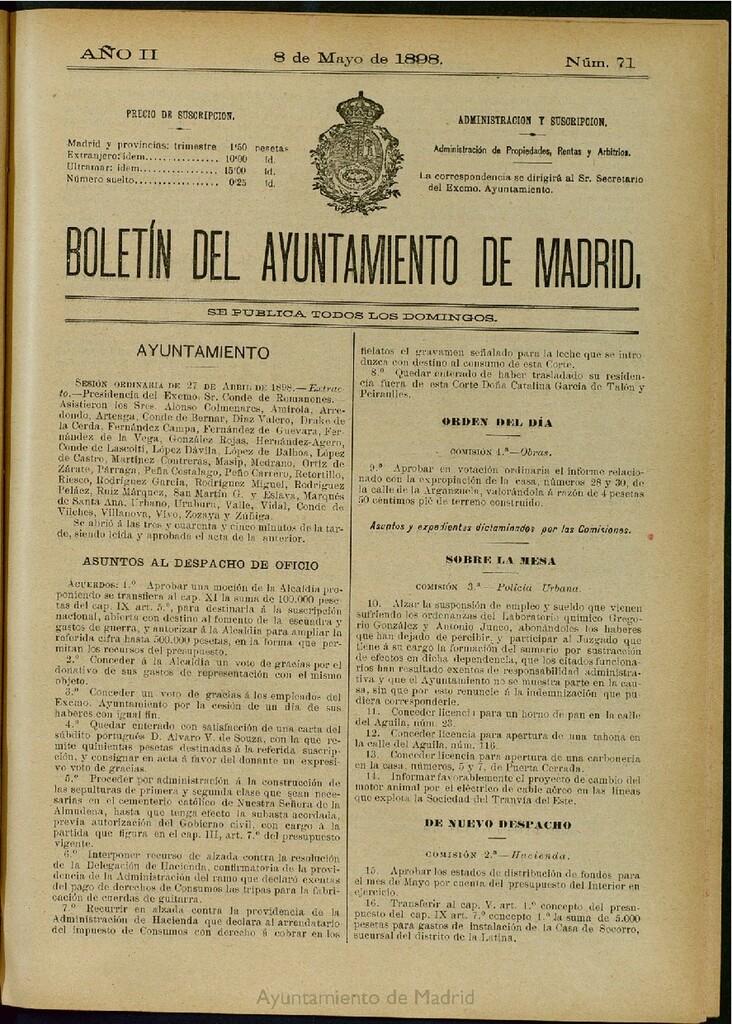 AÑO II
8 de Mayo de 1898.
Núm. 71
PRECIO DE SUSCRIPCION.
Madrid y provincias: trimestre 1'50 pesetas
Extranjero: ídem............... 10'00 íd.
Ultramar: ídem................. 15'00 íd.
Número suelto.................. 0'25 íd.
ADMINISTRACION Y SUSCRIPCION.
Administración de Propiedades, Rentas y Arbitrios.
La correspondencia se dirigirá al Sr. Secretario
del Excmo. Ayuntamiento.
BOLETÍN DEL AYUNTAMIENTO DE MADRID.
SE PUBLICA TODOS LOS DOMINGOS.
AYUNTAMIENTO
SESIÓN ORDINARIA DE 27 DE ABRIL DE 1898.—Extrac-
to.—Presidencia del Excmo. Sr. Conde de Romanones.
Asistieron los Sres. Alonso Colmenares, Amírola, Arre-
dondo, Arteaga, Conde de Bernar, Díaz Valero, Drake de
la Cerda, Fernández Campa, Fernández de Guevara, Fer-
nández de la Vega, González Rojas, Hernández-Agero,
Conde de Lascoiti, López Dávila, López de Balboa, López
de Castro, Martínez Contreras, Masip, Medrano, Ortiz de
Zárate, Párraga, Peña Costalago, Peño Carrero, Retortillo,
Riesco, Rodríguez García, Rodríguez Miguel, Rodríguez
Peláez, Ruiz Márquez, San Martín G. y Eslava, Marqués
de Santa Ana, Urbano, Uruburu, Valle, Vidal, Conde de
Vilches, Villanova, Vivo, Zozaya y Zúñiga.
Se abrió á las tres y cuarenta y cinco minutos de la tar-
de, siendo leída y aprobada el acta de la anterior.
ASUNTOS AL DESPACHO DE OFICIO
ACUERDOS: 1.º Aprobar una moción de la Alcaldía pro-
poniendo se transfiera al cap. XI la suma de 100.000 pese-
tas del cap. IX art. 5.º, para destinarla á la suscripción
nacional, abierta con destino al fomento de la escuadra y
gastos de guerra, y autorizar á la Alcaldía para ampliar la
referida cifra hasta 500.000 pesetas, en la forma que per-
mitan los recursos del presupuesto.
2.º Conceder á la Alcaldía un voto de gracias por el
donativo de sus gastos de representación con el mismo
objeto.
3.º Conceder un voto de gracias á los empleados del
Excmo. Ayuntamiento por la cesión de un día de sus
haberes con igual fin.
4.º Quedar enterado con satisfacción de una carta del
súbdito portugués D. Alvaro V. de Souza, con la que re-
mite quinientas pesetas destinadas á la referida suscrip-
ción, y consignar en acta á favor del donante un expresi-
vo voto de gracias.
5.º Proceder por administración á la construcción de
las sepulturas de primera y segunda clase que sean nece-
sarias en el cementerio católico de Nuestra Señora de la
Almudena, hasta que tenga efecto la subasta acordada,
previa autorización del Gobierno civil, con cargo á la
partida que figura en el cap. III, art. 7.º del presupuesto
vigente.
6.º Interponer recurso de alzada contra la resolución
de la Delegación de Hacienda, confirmatoria de la provi-
dencia de la Administración del ramo que declaró exentas
del pago de derechos de Consumos las tripas para la fabri-
cación de cuerdas de guitarra.
7.º Recurrir en alzada contra la providencia de la
Administración de Hacienda que declara al arrendatario
del impuesto de Consumos con derecho á cobrar en los
fielatos el gravamen señalado para la leche que se intro
duzca con destino al consumo de esta Corte.
8.º Quedar enterado de haber trasladado su residen-
cia fuera de esta Corte Doña Catalina García de Talón y
Peiraulles.
ORDEN DEL DÍA
COMISIÓN 4.ª—Obras.
9.º Aprobar en votación ordinaria el informe relacio-
nado con la expropiación de la casa, números 28 y 30, de
la calle de la Arganzuela, valorándola á razón de 4 pesetas
50 céntimos pié de terreno construido.
Asuntos y expedientes dictaminados por las Comisiones.
SOBRE LA MESA
COMISIÓN 3.ª—Policía Urbana.
10. Alzar la suspensión de empleo y sueldo que vienen
sufriendo los ordenanzas del Laboratorio químico Grego-
rio González y Antonio Junco, abonándoles los haberes
que han dejado de percibir, y participar al Juzgado que
tiene á su cargo la formación del sumario por sustracción
de efectos en dicha dependencia, que los citados funciona-
rios han resultado exentos de responsabilidad administra-
tiva y que el Ayuntamiento no se muestra parte en la cau-
sa, sin que por esto renuncie á la indemnización que pu-
diera corresponderle.
11. Conceder licencia para un horno de pan en la calle
del Aguila, núm. 23.
12. Conceder licencia para apertura de una tahona en
la calle del Aguila, núm. 116.
13. Conceder licencia para apertura de una carbonería
en la casa, números, 5 y 7, de Puerta Cerrada.
14. Informar favorablemente el proyecto de cambio del
motor animal por el eléctrico de cable aéreo en las líneas
que explota la Sociedad del Tranvía del Este.
DE NUEVO DESPACHO
COMISIÓN 2.ª—Hacienda.
15. Aprobar los estados de distribución de fondos para
el mes de Mayo por cuenta del presupuesto del Interior en
ejercicio.
16. Transferir al cap. V. art. 1.º concepto del presu-
puesto del cap. IX art. 7.º concepto 1.º la suma de 5.000
pesetas para gastos de instalación de la Casa de Socorro,
sucursal del distrito de la Latina.
Ayuntamiento de Madrid